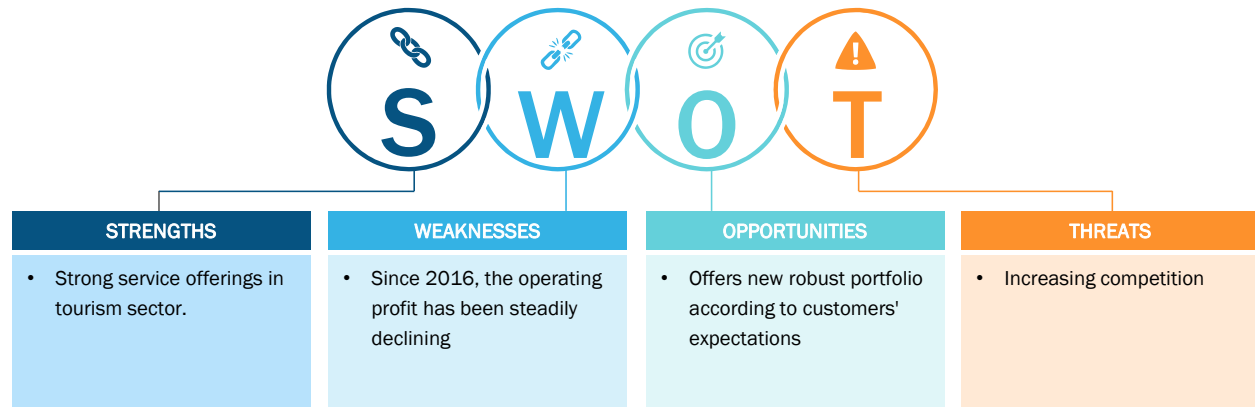 S W O T
STRENGTHS
• Strong service offerings in
tourism sector.
WEAKNESSES
• Since 2016, the operating
profit has been steadily
declining
OPPORTUNITIES
• Offers new robust portfolio
according to customers'
expectations
THREATS
• Increasing competition